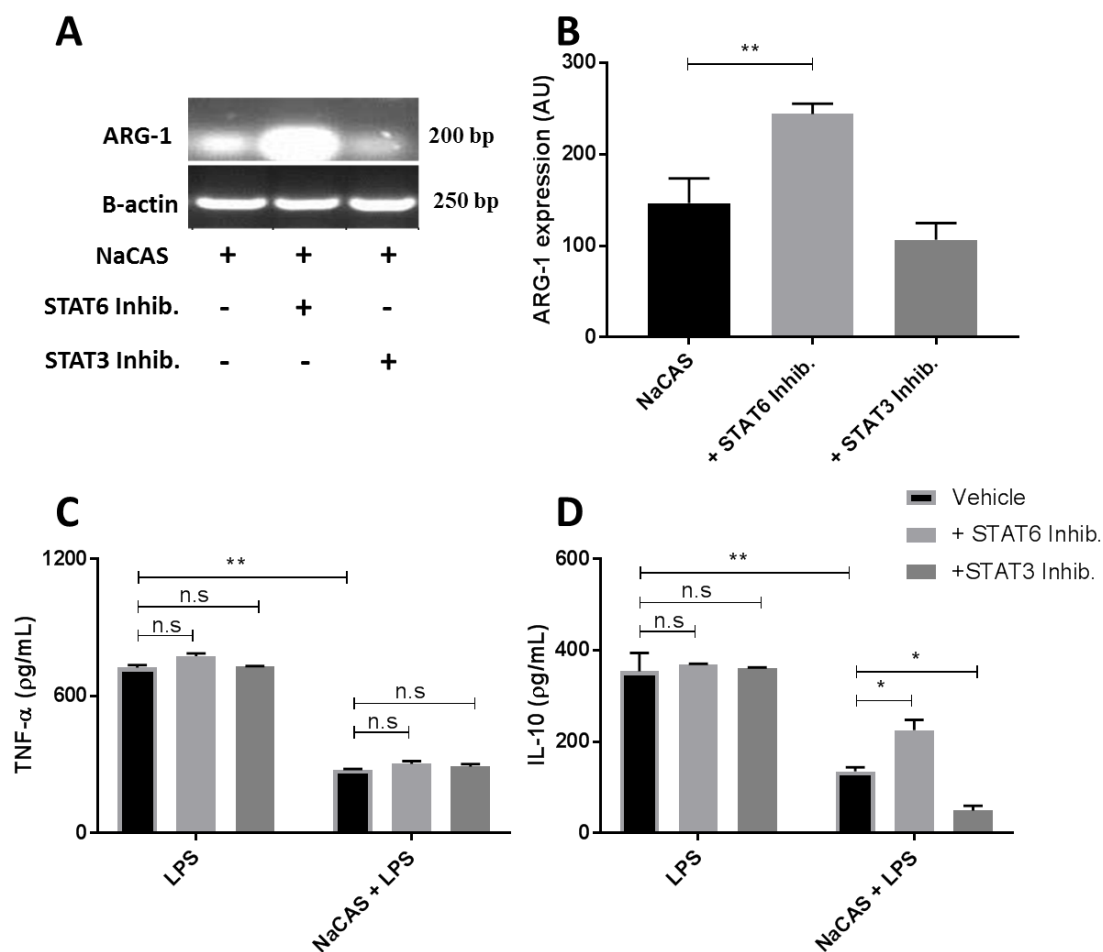 A
ARG-1
200 bp
B-actin
250 bp
NaCAS + + +
STAT6 Inhib. - + -
STAT3 Inhib. - - +
B
ARG-1 expression (AU)
300
200
100
0
**
NaCAS
+ STAT6 Inhib.
+ STAT3 Inhib.
C
TNF-α (ρg/mL)
1200
600
0
**
n.s
n.s
n.s
n.s
LPS
NaCAS + LPS
D
Vehicle
+ STAT6 Inhib.
+STAT3 Inhib.
IL-10 (ρg/mL)
600
400
200
0
**
n.s
n.s
*
*
LPS
NaCAS + LPS